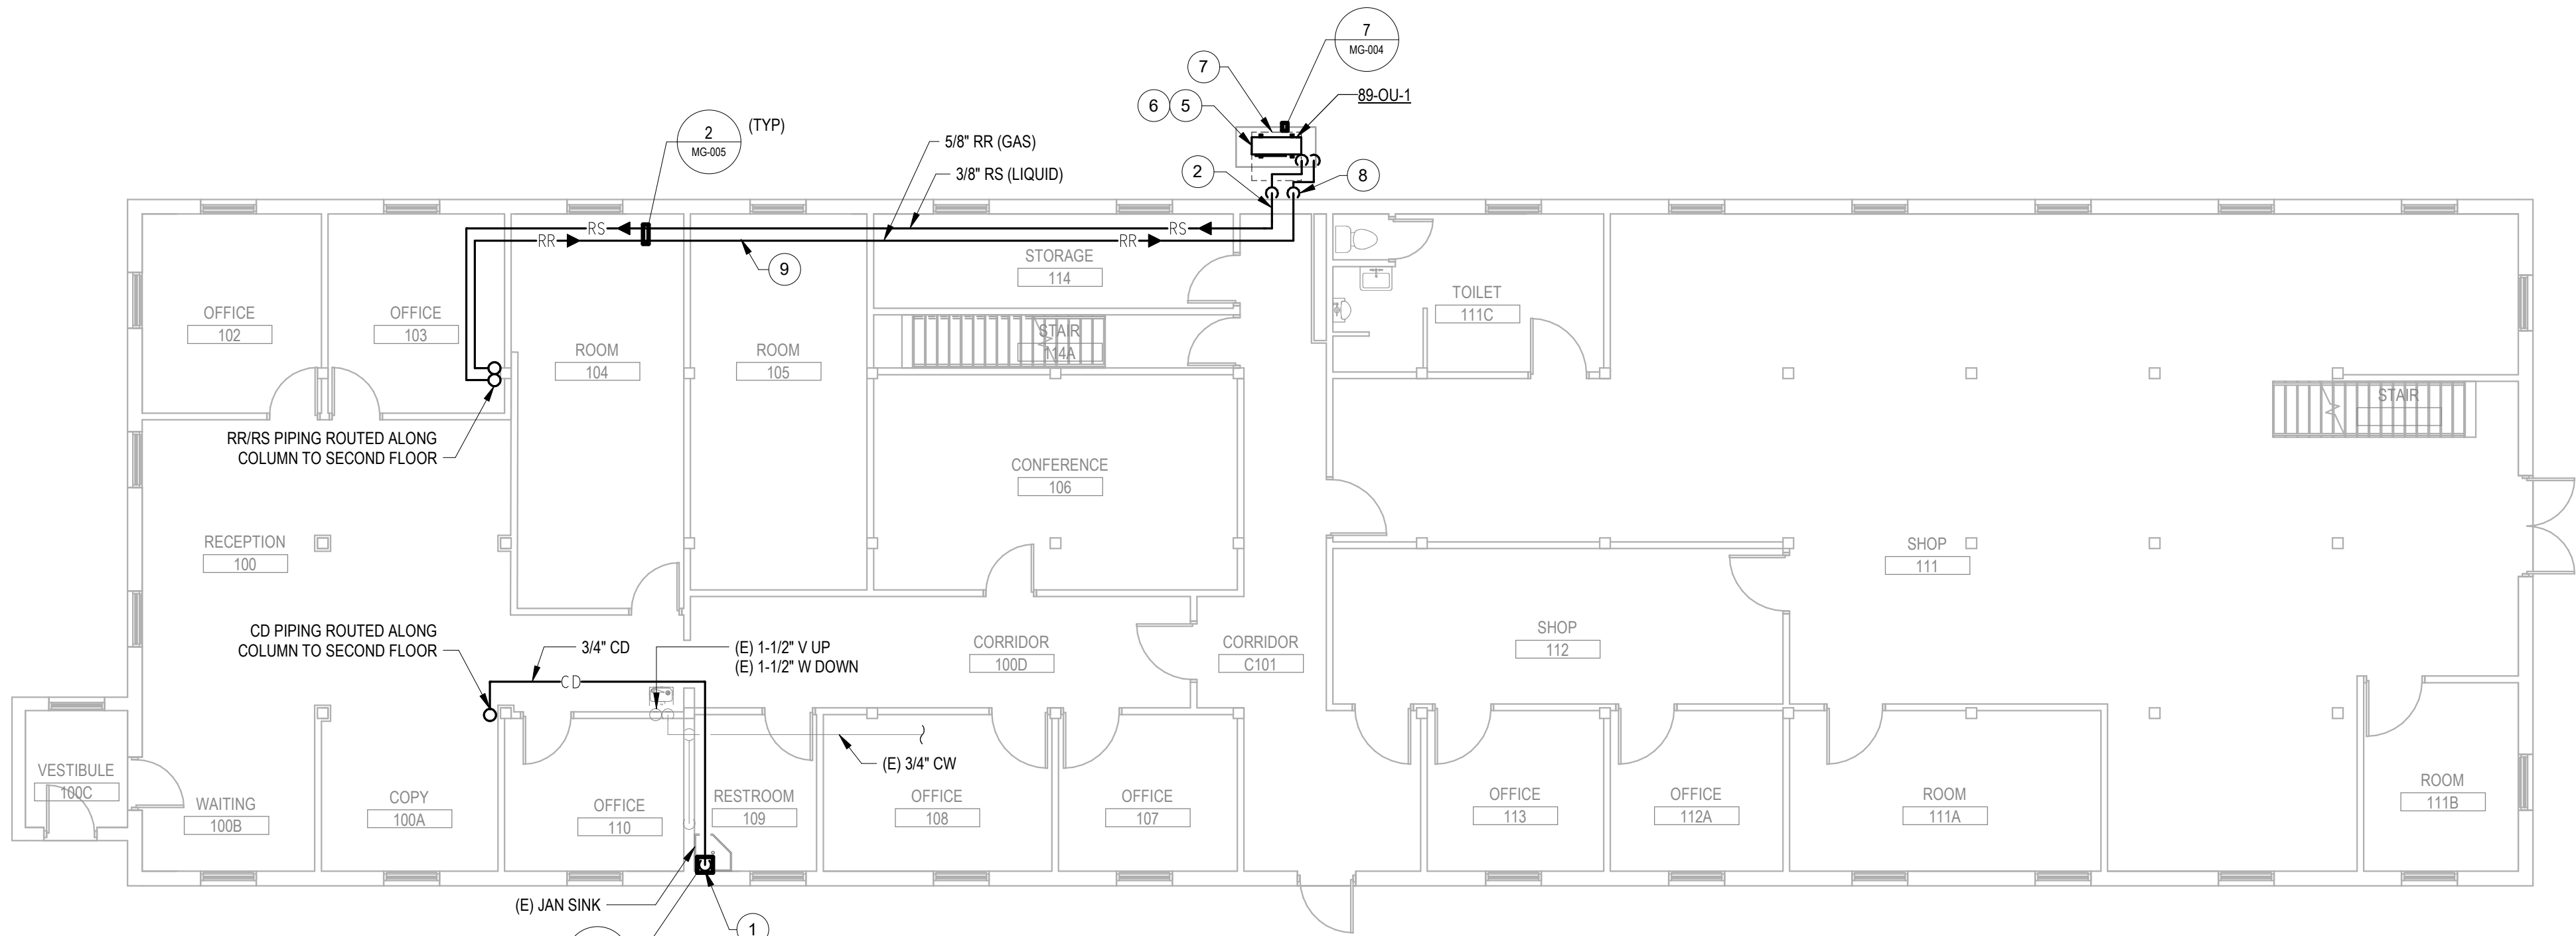 7
MG-004
7
89-OU-1
6
5
2
MG-005
(TYP)
5/8" RR (GAS)
3/8" RS (LIQUID)
2
8
RS
RS
RR
RR
9
STORAGE
114
TOILET
111C
OFFICE
102
OFFICE
103
STAIR
114A
ROOM
104
ROOM
105
STAIR
RR/RS PIPING ROUTED ALONG
COLUMN TO SECOND FLOOR
CONFERENCE
106
RECEPTION
100
SHOP
111
CD PIPING ROUTED ALONG
COLUMN TO SECOND FLOOR
3/4" CD
CD
(E) 1-1/2" V UP
(E) 1-1/2" W DOWN
CORRIDOR
100D
CORRIDOR
C101
SHOP
112
(E) 3/4" CW
VESTIBULE
100C
WAITING
100B
COPY
100A
OFFICE
110
RESTROOM
109
OFFICE
108
OFFICE
107
OFFICE
113
OFFICE
112A
ROOM
111A
ROOM
111B
(E) JAN SINK
1